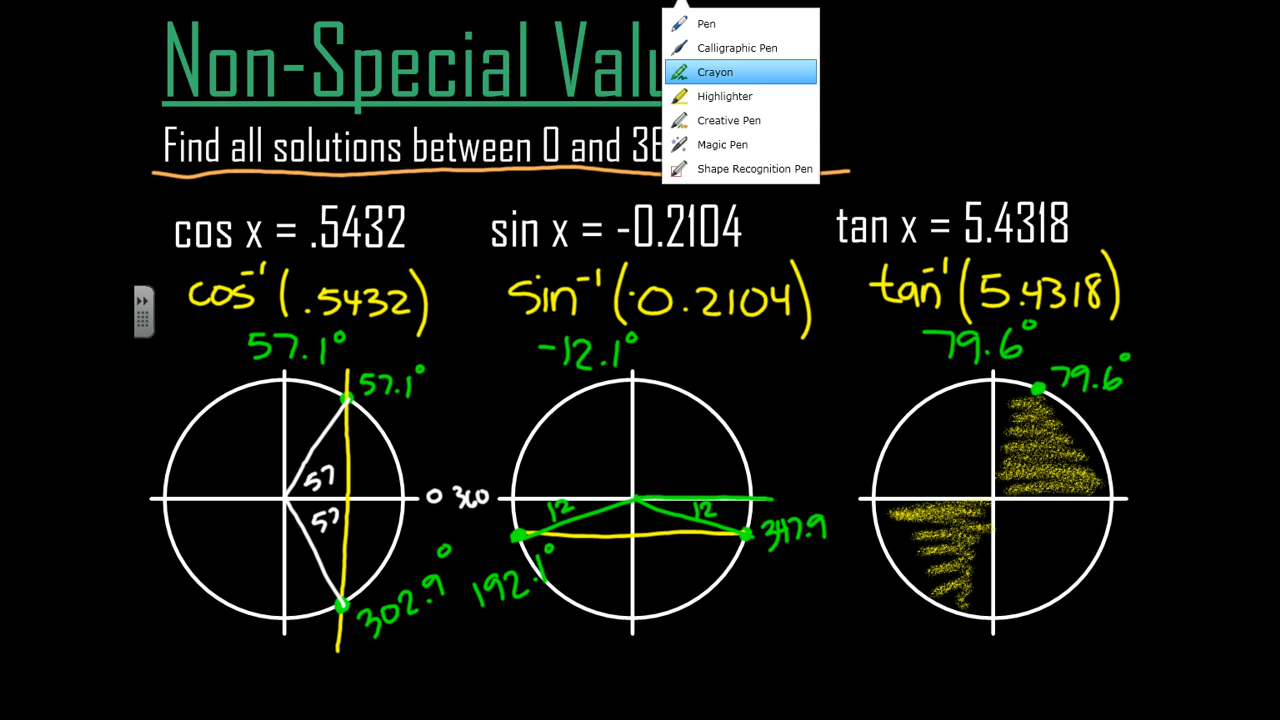 Non-Special Valu
Pen
Calligraphic Pen
Crayon
Highlighter
Creative Pen
Magic Pen
Shape Recognition Pen
Find all solutions between 0 and 36
cos x = .5432
sin x = -0.2104
tan x = 5.4318
cos⁻¹(.5432)
sin⁻¹(-0.2104)
tan⁻¹(5.4318)
57.1°
-12.1°
79.6°
57.1°
79.6°
57
57
0 360
12
12
347.9
302.9°
192.1°